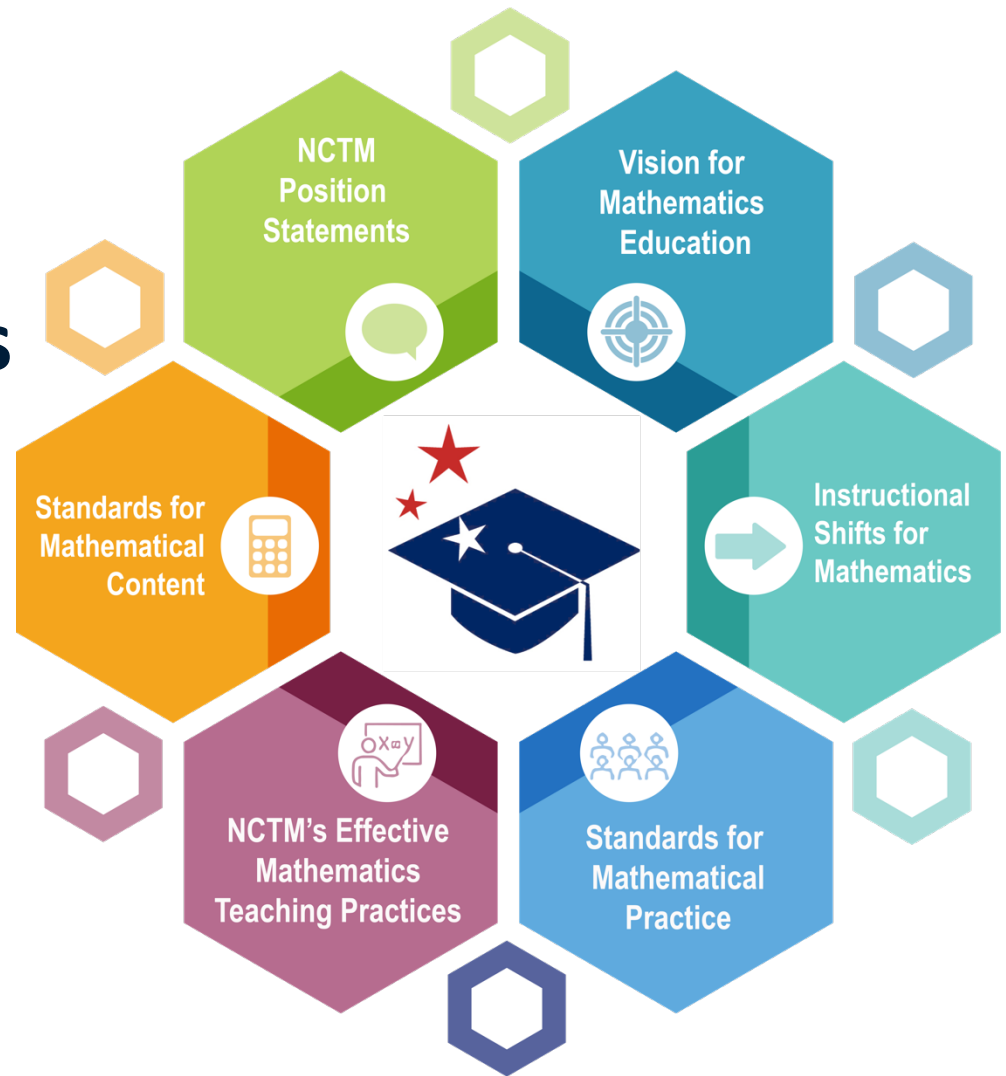 NCTM
Position
Statements
Vision for
Mathematics
Education
s
Standards for
Mathematical
Content
Instructional
Shifts for
Mathematics
x=y
NCTM's Effective
Mathematics
Teaching Practices
Standards for
Mathematical
Practice